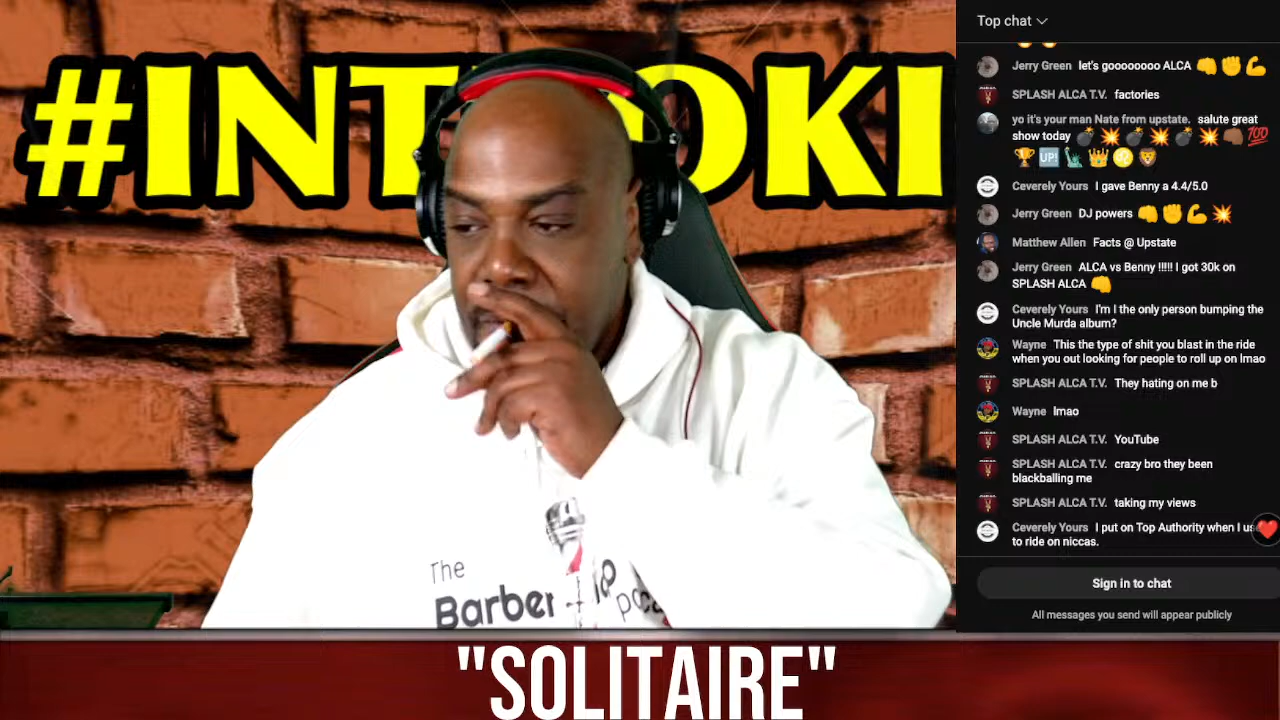 #INT OKI
The
Barber
"SOLITAIRE"
Top chat
Jerry Green let's goooooooo ALCA 👊✊💪
SPLASH ALCA T.V. factories
yo it's your man Nate from upstate. salute great
show today 💣💥💣💥💣💥👊🏾💯
🏆🆙🗽👑♌🦁
Ceverely Yours I gave Benny a 4.4/5.0
Jerry Green DJ powers 👊✊💪💥
Matthew Allen Facts @ Upstate
Jerry Green ALCA vs Benny !!!!! I got 30k on
SPLASH ALCA 👊
Ceverely Yours I'm I the only person bumping the
Uncle Murda album?
Wayne This the type of shit you blast in the ride
when you out looking for people to roll up on lmao
SPLASH ALCA T.V. They hating on me b
Wayne lmao
SPLASH ALCA T.V. YouTube
SPLASH ALCA T.V. crazy bro they been
blackballing me
SPLASH ALCA T.V. taking my views
Ceverely Yours I put on Top Authority when I us
to ride on niccas.
Sign in to chat
All messages you send will appear publicly